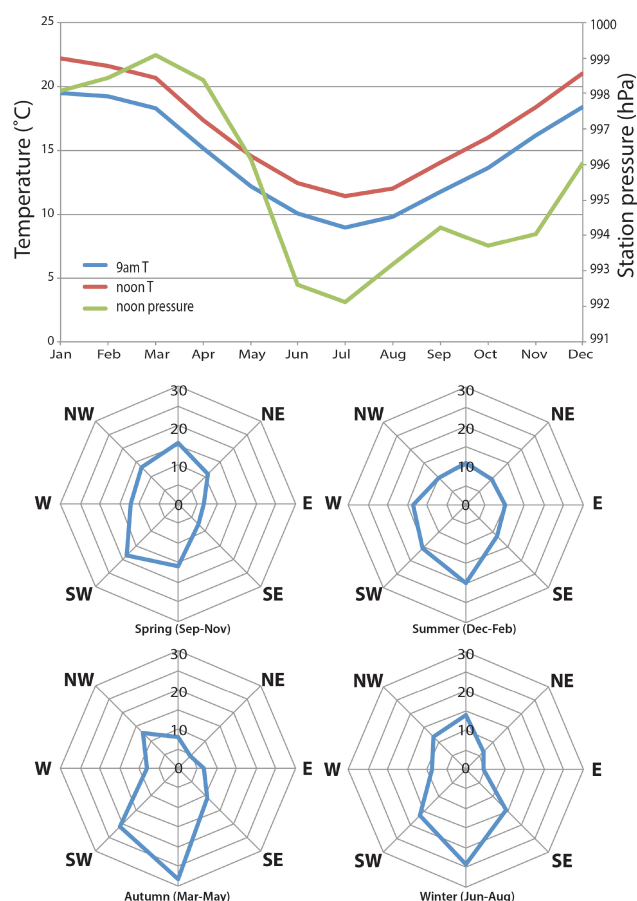 25
20
15
10
5
0
Temperature (˚C)
1000
999
998
997
996
995
994
993
992
991
Station pressure (hPa)
9am T
noon T
noon pressure
Jan Feb Mar Apr May Jun Jul Aug Sep Oct Nov Dec
30
20
10
0
NW
NE
W
E
SW
SE
Spring (Sep-Nov)
30
20
10
0
NW
NE
W
E
SW
SE
Summer (Dec-Feb)
30
20
10
0
NW
NE
W
E
SW
SE
Autumn (Mar-May)
30
20
10
0
NW
NE
W
E
SW
SE
Winter (Jun-Aug)